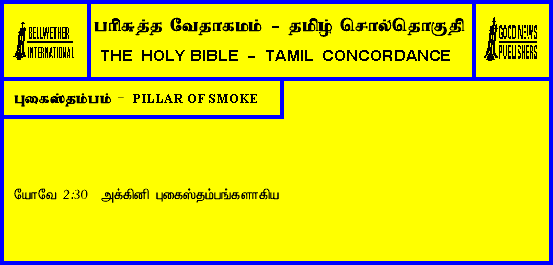 BELLWETHER
INTERNATIONAL
பரிசுத்த வேதாகமம் - தமிழ் சொல்தொகுதி
THE HOLY BIBLE - TAMIL CONCORDANCE
GOOD NEWS
PUBLISHERS
புகைஸ்தம்பம் - PILLAR OF SMOKE
யோவே 2:30 அக்கினி புகைஸ்தம்பங்களாகிய